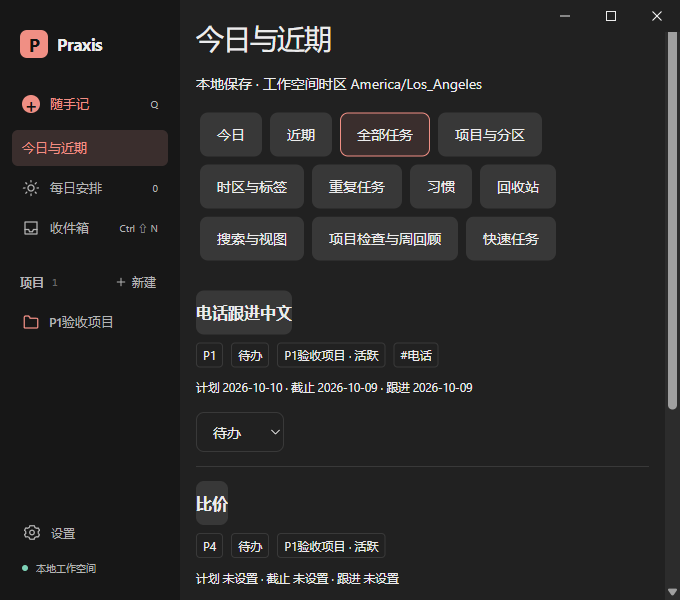 P Praxis
随手记 Q
今日与近期
每日安排 0
收件箱 Ctrl ⇧ N
项目 1 + 新建
P1验收项目
设置
本地工作空间
今日与近期
本地保存 · 工作空间时区 America/Los_Angeles
今日 近期 全部任务 项目与分区
时区与标签 重复任务 习惯 回收站
搜索与视图 项目检查与周回顾 快速任务
电话跟进中文
P1 待办 P1验收项目 · 活跃 #电话
计划 2026-10-10 · 截止 2026-10-09 · 跟进 2026-10-09
待办
比价
P4 待办 P1验收项目 · 活跃
计划 未设置 · 截止 未设置 · 跟进 未设置